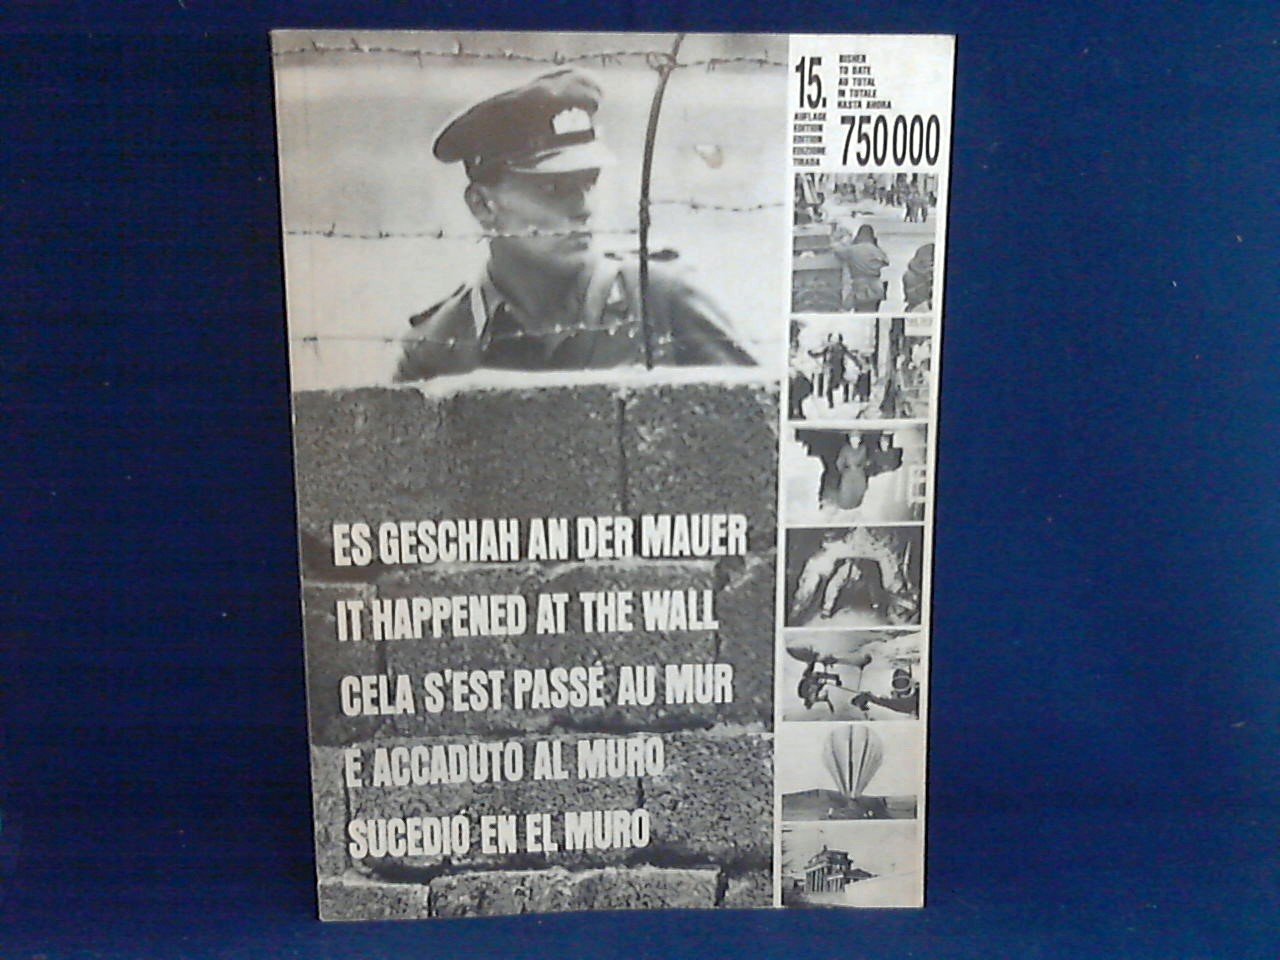 15.
AUFLAGE
EDITION
EDITION
EDIZIONE
TIRADA
BISHER
TO DATE
AU TOTAL
IN TOTALE
HASTA AHORA
750 000
ES GESCHAH AN DER MAUER
IT HAPPENED AT THE WALL
CELA S'EST PASSÉ AU MUR
É ACCADUTO AL MURO
SUCEDIÓ EN EL MURO